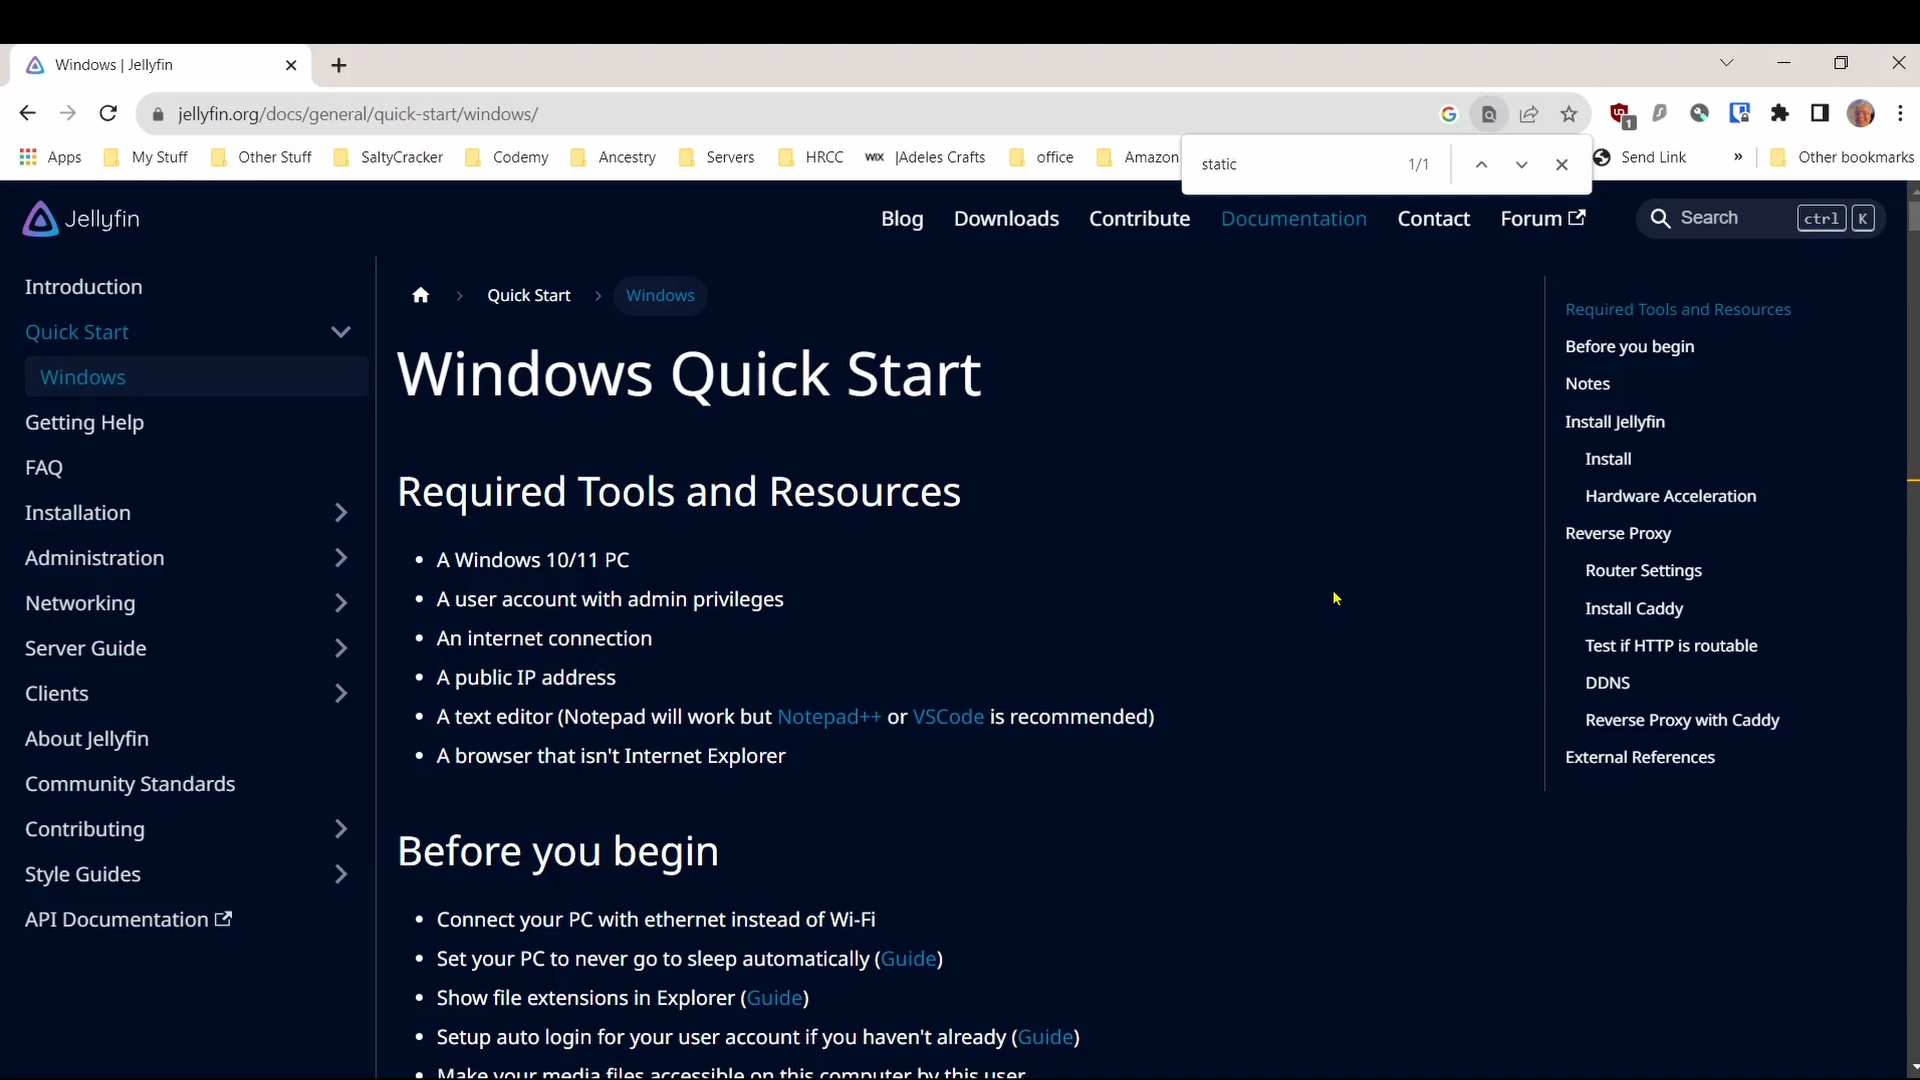 Windows | Jellyfin
jellyfin.org/docs/general/quick-start/windows/
1
Apps My Stuff Other Stuff SaltyCracker Codemy Ancestry Servers HRCC WIX |Adeles Crafts office Amazon Send Link » Other bookmarks
static 1/1
Jellyfin
Blog Downloads Contribute Documentation Contact Forum Search ctrl K
Introduction
Quick Start
Windows
Getting Help
FAQ
Installation
Administration
Networking
Server Guide
Clients
About Jellyfin
Community Standards
Contributing
Style Guides
API Documentation
Quick Start > Windows
Windows Quick Start
Required Tools and Resources
• A Windows 10/11 PC
• A user account with admin privileges
• An internet connection
• A public IP address
• A text editor (Notepad will work but Notepad++ or VSCode is recommended)
• A browser that isn't Internet Explorer
Before you begin
• Connect your PC with ethernet instead of Wi-Fi
• Set your PC to never go to sleep automatically (Guide)
• Show file extensions in Explorer (Guide)
• Setup auto login for your user account if you haven't already (Guide)
• Make your media files accessible on this computer by this user
Required Tools and Resources
Before you begin
Notes
Install Jellyfin
Install
Hardware Acceleration
Reverse Proxy
Router Settings
Install Caddy
Test if HTTP is routable
DDNS
Reverse Proxy with Caddy
External References